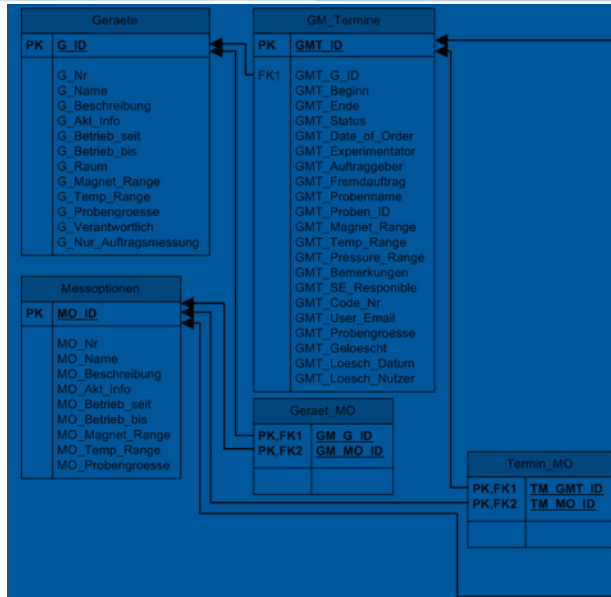 Geraete
PK G_ID
G_Nr
G_Name
G_Beschreibung
G_Akt_Info
G_Betrieb_seit
G_Betrieb_bis
G_Raum
G_Magnet_Range
G_Temp_Range
G_Probengroesse
G_Verantwortlich
G_Nur_Auftragsmessung
GM_Termine
PK GMT_ID
FK1 GMT_G_ID
GMT_Beginn
GMT_Ende
GMT_Status
GMT_Date_of_Order
GMT_Experimentator
GMT_Auftraggeber
GMT_Fremdauftrag
GMT_Probenname
GMT_Proben_ID
GMT_Magnet_Range
GMT_Temp_Range
GMT_Pressure_Range
GMT_Bemerkungen
GMT_SE_Responible
GMT_Code_Nr
GMT_User_Email
GMT_Probengroesse
GMT_Geloescht
GMT_Loesch_Datum
GMT_Loesch_Nutzer
Messoptionen
PK MO_ID
MO_Nr
MO_Name
MO_Beschreibung
MO_Akt_Info
MO_Betrieb_seit
MO_Betrieb_bis
MO_Magnet_Range
MO_Temp_Range
MO_Probengroesse
Geraet_MO
PK,FK1 GM_G_ID
PK,FK2 GM_MO_ID
Termin_MO
PK,FK1 TM_GMT_ID
PK,FK2 TM_MO_ID